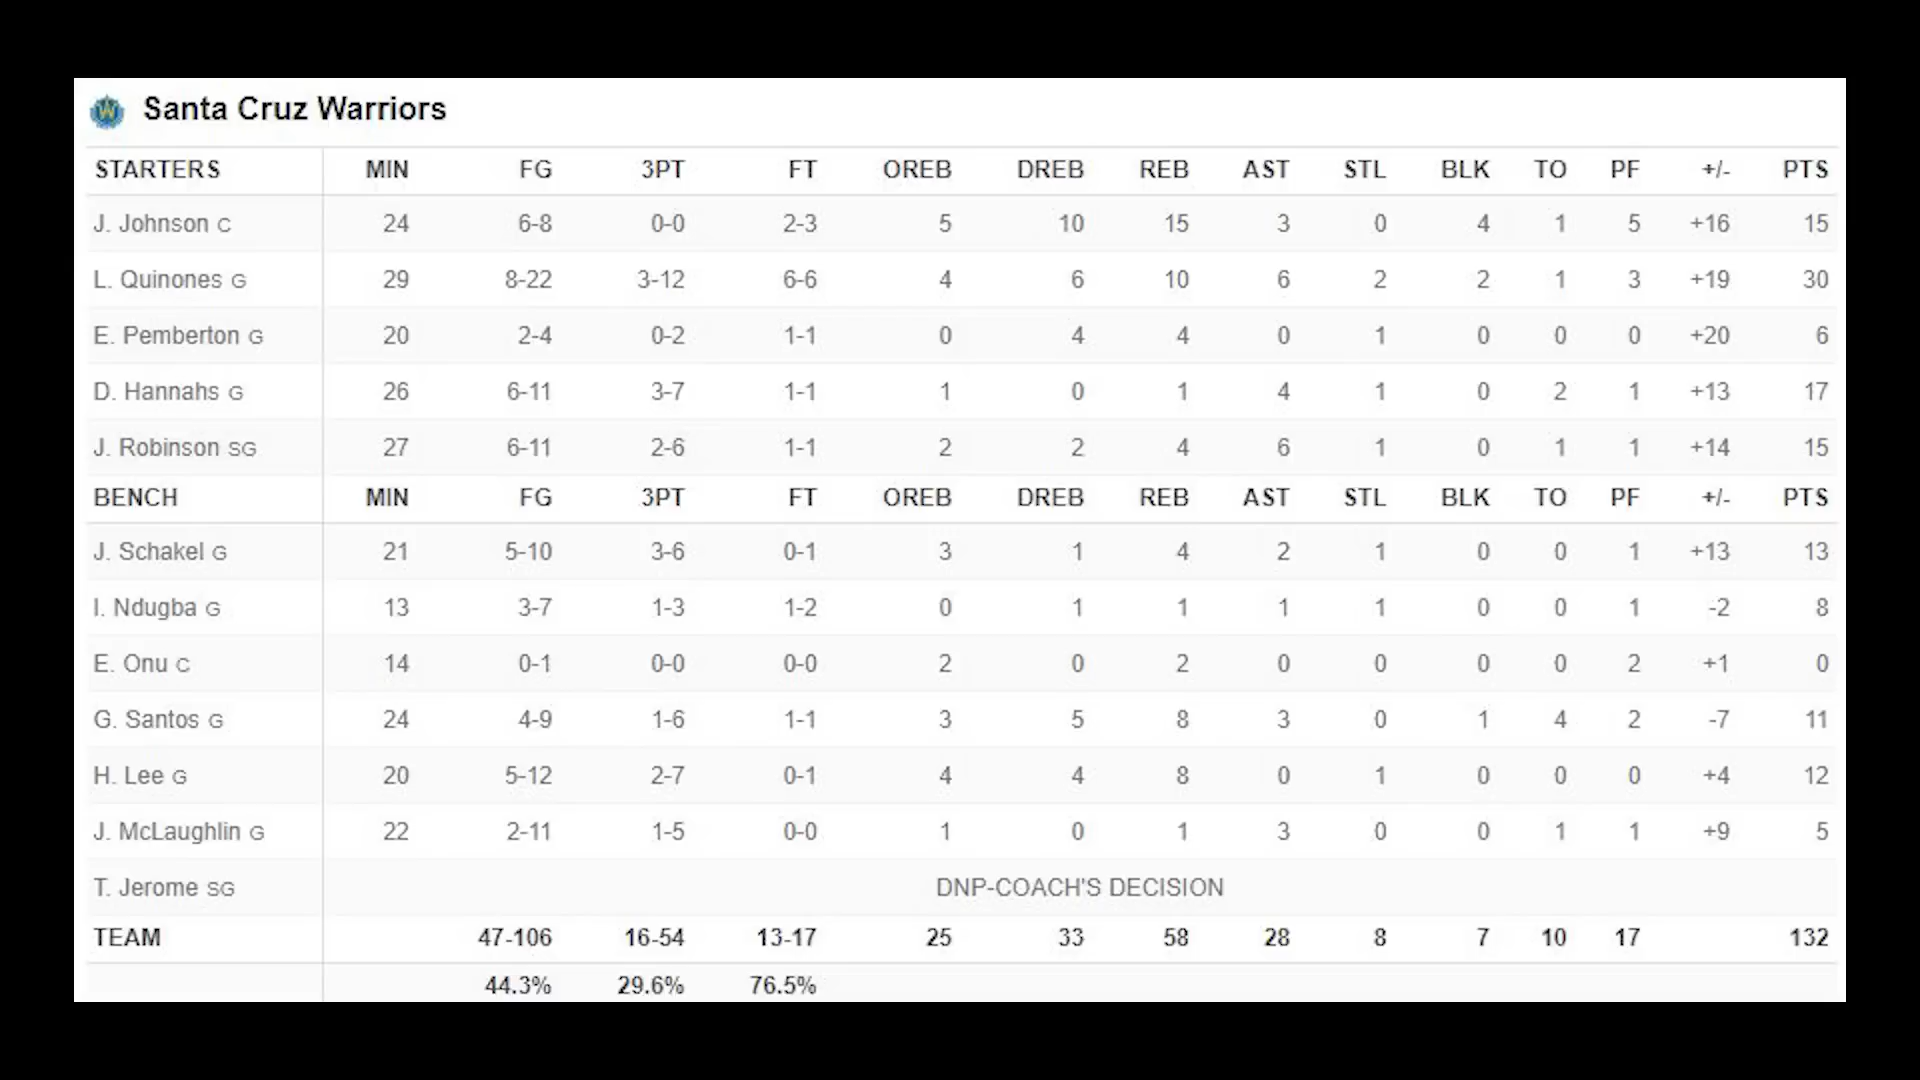 Santa Cruz Warriors
STARTERS MIN FG 3PT FT OREB DREB REB AST STL BLK TO PF +/- PTS
J. Johnson C 24 6-8 0-0 2-3 5 10 15 3 0 4 1 5 +16 15
L. Quinones G 29 8-22 3-12 6-6 4 6 10 6 2 2 1 3 +19 30
E. Pemberton G 20 2-4 0-2 1-1 0 4 4 0 1 0 0 0 +20 6
D. Hannahs G 26 6-11 3-7 1-1 1 0 1 4 1 0 2 1 +13 17
J. Robinson SG 27 6-11 2-6 1-1 2 2 4 6 1 0 1 1 +14 15
BENCH MIN FG 3PT FT OREB DREB REB AST STL BLK TO PF +/- PTS
J. Schakel G 21 5-10 3-6 0-1 3 1 4 2 1 0 0 1 +13 13
I. Ndugba G 13 3-7 1-3 1-2 0 1 1 1 1 0 0 1 -2 8
E. Onu C 14 0-1 0-0 0-0 2 0 2 0 0 0 0 2 +1 0
G. Santos G 24 4-9 1-6 1-1 3 5 8 3 0 1 4 2 -7 11
H. Lee G 20 5-12 2-7 0-1 4 4 8 0 1 0 0 0 +4 12
J. McLaughlin G 22 2-11 1-5 0-0 1 0 1 3 0 0 1 1 +9 5
T. Jerome SG DNP-COACH'S DECISION
TEAM 47-106 16-54 13-17 25 33 58 28 8 7 10 17 132
44.3% 29.6% 76.5%